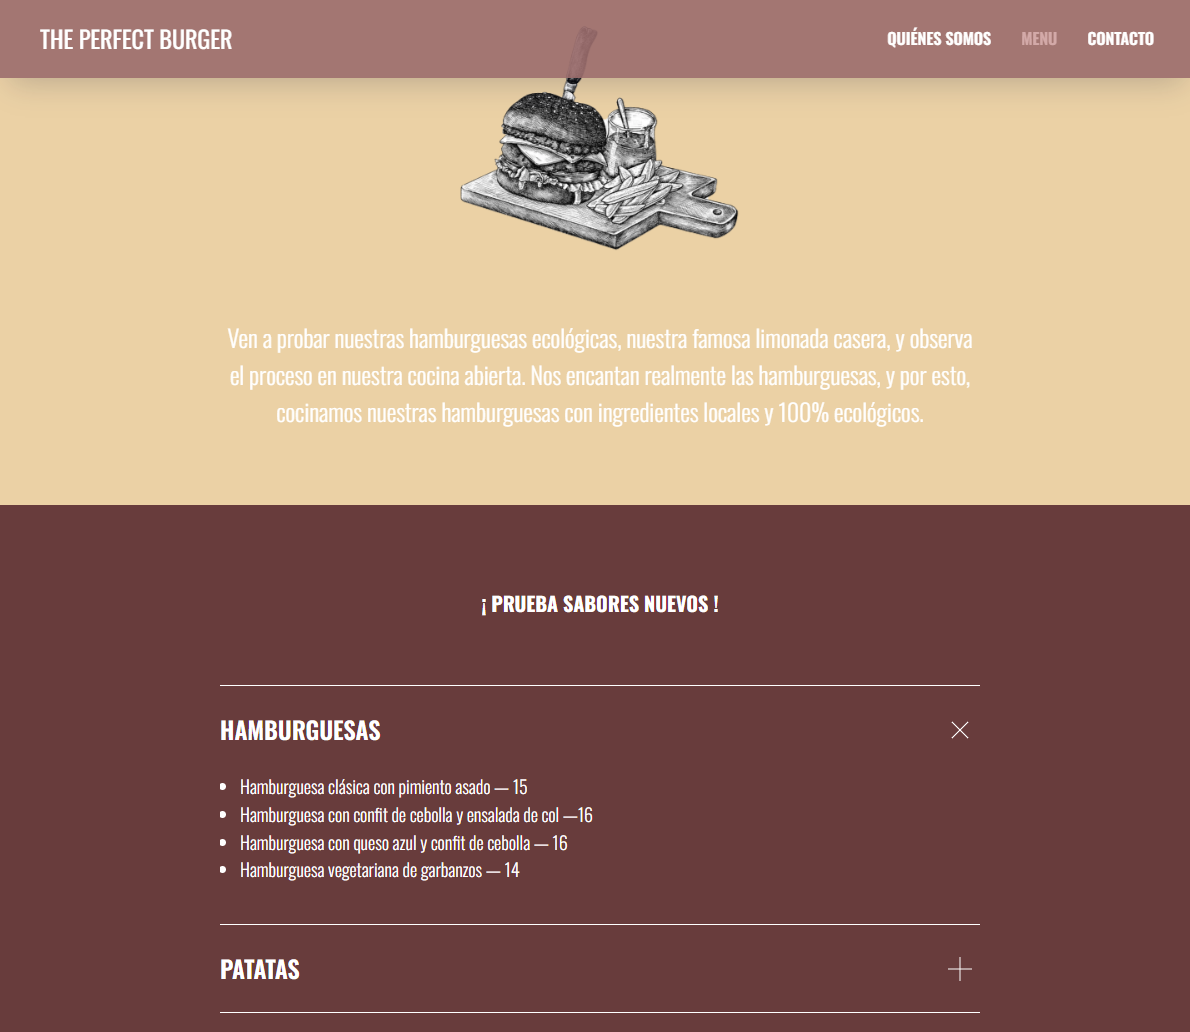 THE PERFECT BURGER
QUIÉNES SOMOS MENU CONTACTO
Ven a probar nuestras hamburguesas ecológicas, nuestra famosa limonada casera, y observa
el proceso en nuestra cocina abierta. Nos encantan realmente las hamburguesas, y por esto,
cocinamos nuestras hamburguesas con ingredientes locales y 100% ecológicos.
¡ PRUEBA SABORES NUEVOS !
HAMBURGUESAS
• Hamburguesa clásica con pimiento asado — 15
• Hamburguesa con confit de cebolla y ensalada de col —16
• Hamburguesa con queso azul y confit de cebolla — 16
• Hamburguesa vegetariana de garbanzos — 14
PATATAS